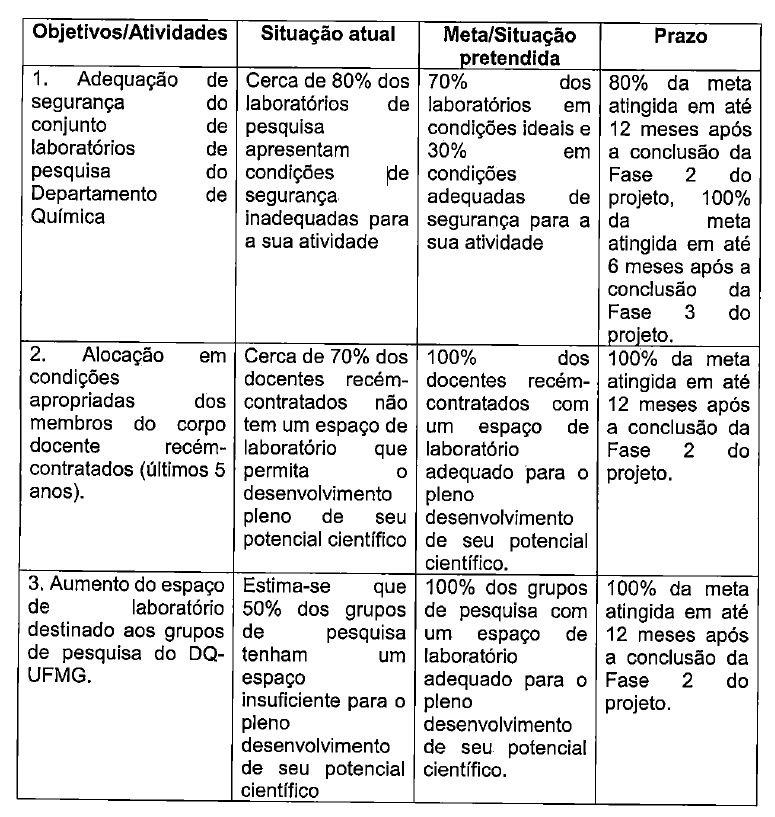 Objetivos/Atividades
Situação atual
Meta/Situação
pretendida
Prazo
1. Adequação de
segurança do
conjunto de
laboratórios de
pesquisa do
Departamento de
Química
Cerca de 80% dos
laboratórios de
pesquisa
apresentam
condições de
segurança
inadequadas para
a sua atividade
70% dos
laboratórios em
condições ideais e
30% em
condições
adequadas de
segurança para a
sua atividade
80% da meta
atingida em até
12 meses após
a conclusão da
Fase 2 do
projeto, 100%
da meta
atingida em até
6 meses após a
conclusão da
Fase 3 do
projeto.
2. Alocação em
condições
apropriadas dos
membros do corpo
docente recém-
contratados (últimos 5
anos).
Cerca de 70% dos
docentes recém-
contratados não
tem um espaço de
laboratório que
permita o
desenvolvimento
pleno de seu
potencial científico
100% dos
docentes recém-
contratados com
um espaço de
laboratório
adequado para o
pleno
desenvolvimento
de seu potencial
científico.
100% da meta
atingida em até
12 meses após
a conclusão da
Fase 2 do
projeto.
3. Aumento do espaço
de laboratório
destinado aos grupos
de pesquisa do DQ-
UFMG.
Estima-se que
50% dos grupos
de pesquisa
tenham um
espaço
insuficiente para o
pleno
desenvolvimento
de seu potencial
científico
100% dos grupos
de pesquisa com
um espaço de
laboratório
adequado para o
pleno
desenvolvimento
de seu potencial
científico.
100% da meta
atingida em até
12 meses após
a conclusão da
Fase 2 do
projeto.